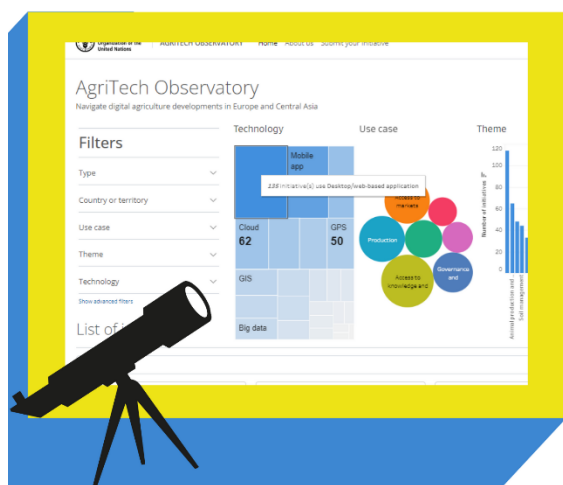 Organization of the
United Nations
AGRITECH OBSERVATORY Home About us Submit your initiative
AgriTech Observatory
Navigate digital agriculture developments in Europe and Central Asia
Filters
Type
Country or territory
Use case
Theme
Technology
Show advanced filters
List of
Technology
Mobile
app
initiative(s) use Desktop/web-based application
Cloud
62
GPS
50
GIS
Big data
Use case
Access to
markets
Production
Governance
and
Access to
knowledge and
Theme
Number of initiatives
120
100
80
60
40
20
0
Animal production and
Soil management